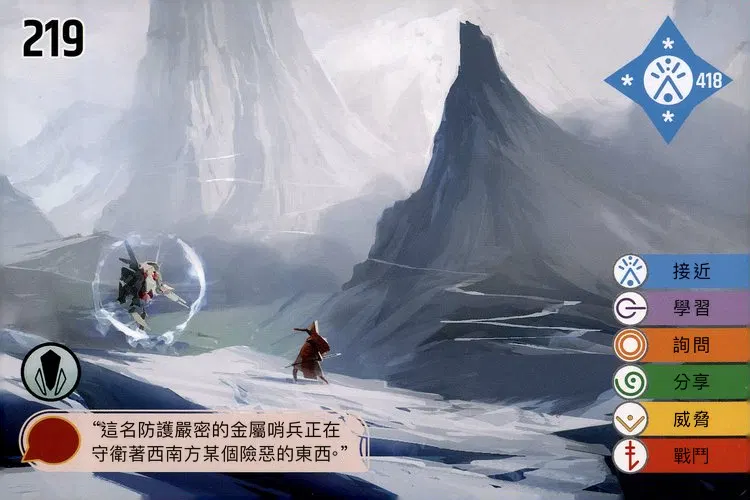 219
418
接近
學習
詢問
分享
威脅
戰鬥
“這名防護嚴密的金屬哨兵正在
守衛著西南方某個險惡的東西。”